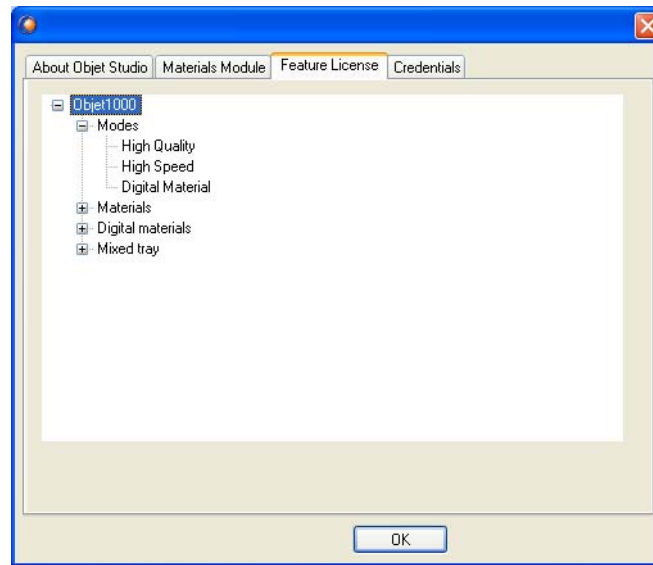 About Objet Studio Materials Module Feature License Credentials
Objet1000
Modes
High Quality
High Speed
Digital Material
Materials
Digital materials
Mixed tray
OK